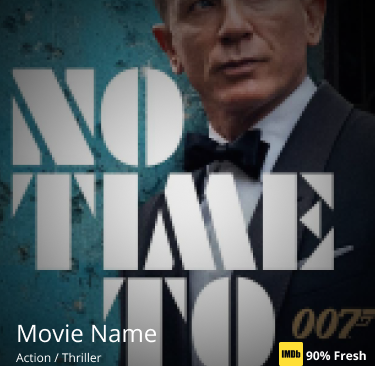 NO
TIME
TO
007
Movie Name
Action / Thriller
IMDb 90% Fresh